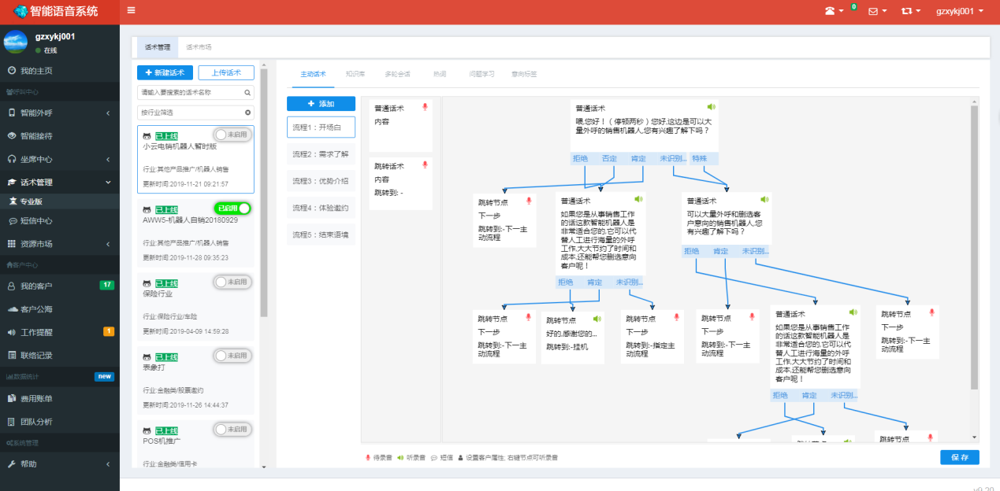 智能语音系统
0
gzxykj001
gzxykj001
在线
我的主页
呼叫中心
智能外呼
智能接待
坐席中心
话术管理
专业版
短信中心
资源市场
客户中心
我的客户
17
客户公海
工作提醒
1
联络记录
数据统计
new
费用账单
团队分析
系统管理
帮助
话术管理
话术市场
新建话术
上传话术
请输入要搜索的话术名称
按行业筛选
已上线
未启用
小云电销机器人暂时版
行业:其他产品推广/机器人销售
更新时间:2019-11-21 09:21:57
已上线
已启用
AWW5-机器人自销20180929
行业:其他产品推广/机器人销售
更新时间:2019-11-28 09:35:23
已上线
未启用
保险行业
行业:保险行业/车险
更新时间:2019-04-09 14:59:28
已上线
未启用
表象打
行业:金融类/股票邀约
更新时间:2019-11-26 14:44:37
已上线
未启用
POS机推广
行业:金融类/信用卡
主动话术
知识库
多轮会话
热词
问题学习
意向标签
添加
流程1：开场白
流程2：需求了解
流程3：优势介绍
流程4：体验邀约
流程5：结束语境
普通话术
内容
跳转话术
内容
跳转到: -
普通话术
喂,您好！（停顿两秒）您好,这边是可以大
量外呼的销售机器人,您有兴趣了解下吗？
拒绝
否定
肯定
未识别...
特殊
跳转节点
下一步
跳转到:-下一主
动流程
普通话术
如果您是从事销售工作
的话这款智能机器人是
非常适合您的,它可以代
替人工进行海量的外呼
工作,大大节约了时间和
成本,还能帮您删选意向
客户呢！
拒绝
肯定
未识别...
普通话术
可以大量外呼和删选客
户意向的销售机器人,您
有兴趣了解下吗？
拒绝
肯定
未识别...
跳转节点
下一步
跳转到:-下一主
动流程
跳转节点
好的,感谢您的...
跳转到:-挂机
跳转节点
下一步
跳转到:-指定主
动流程
跳转节点
下一步
跳转到:-下一主
动流程
普通话术
如果您是从事销售工作
的话这款智能机器人是
非常适合您的,它可以代
替人工进行海量的外呼
工作,大大节约了时间和
成本,还能帮您删选意向
客户呢！
拒绝
肯定
未识别...
跳转节点
下一步
跳转到:-下一主
动流程
跳转节点
跳转节点
待录音
听录音
短信
设置客户属性; 右键节点可听录音
保 存
v9.20